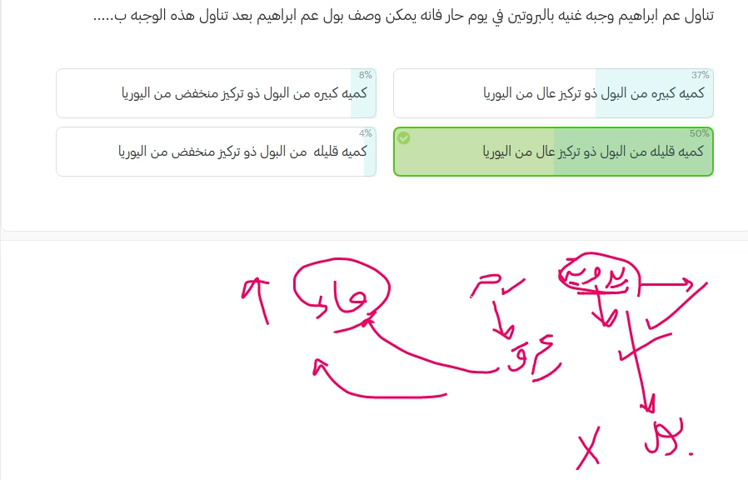 تناول عم ابراهيم وجبه غنيه بالبروتين في يوم حار فانه يمكن وصف بول عم ابراهيم بعد تناول هذه الوجبه ب.....
37%
كميه كبيره من البول ذو تركيز عال من اليوريا
8%
كميه كبيره من البول ذو تركيز منخفض من اليوريا
50%
كميه قليله من البول ذو تركيز عال من اليوريا
4%
كميه قليله من البول ذو تركيز منخفض من اليوريا
عرق
بول